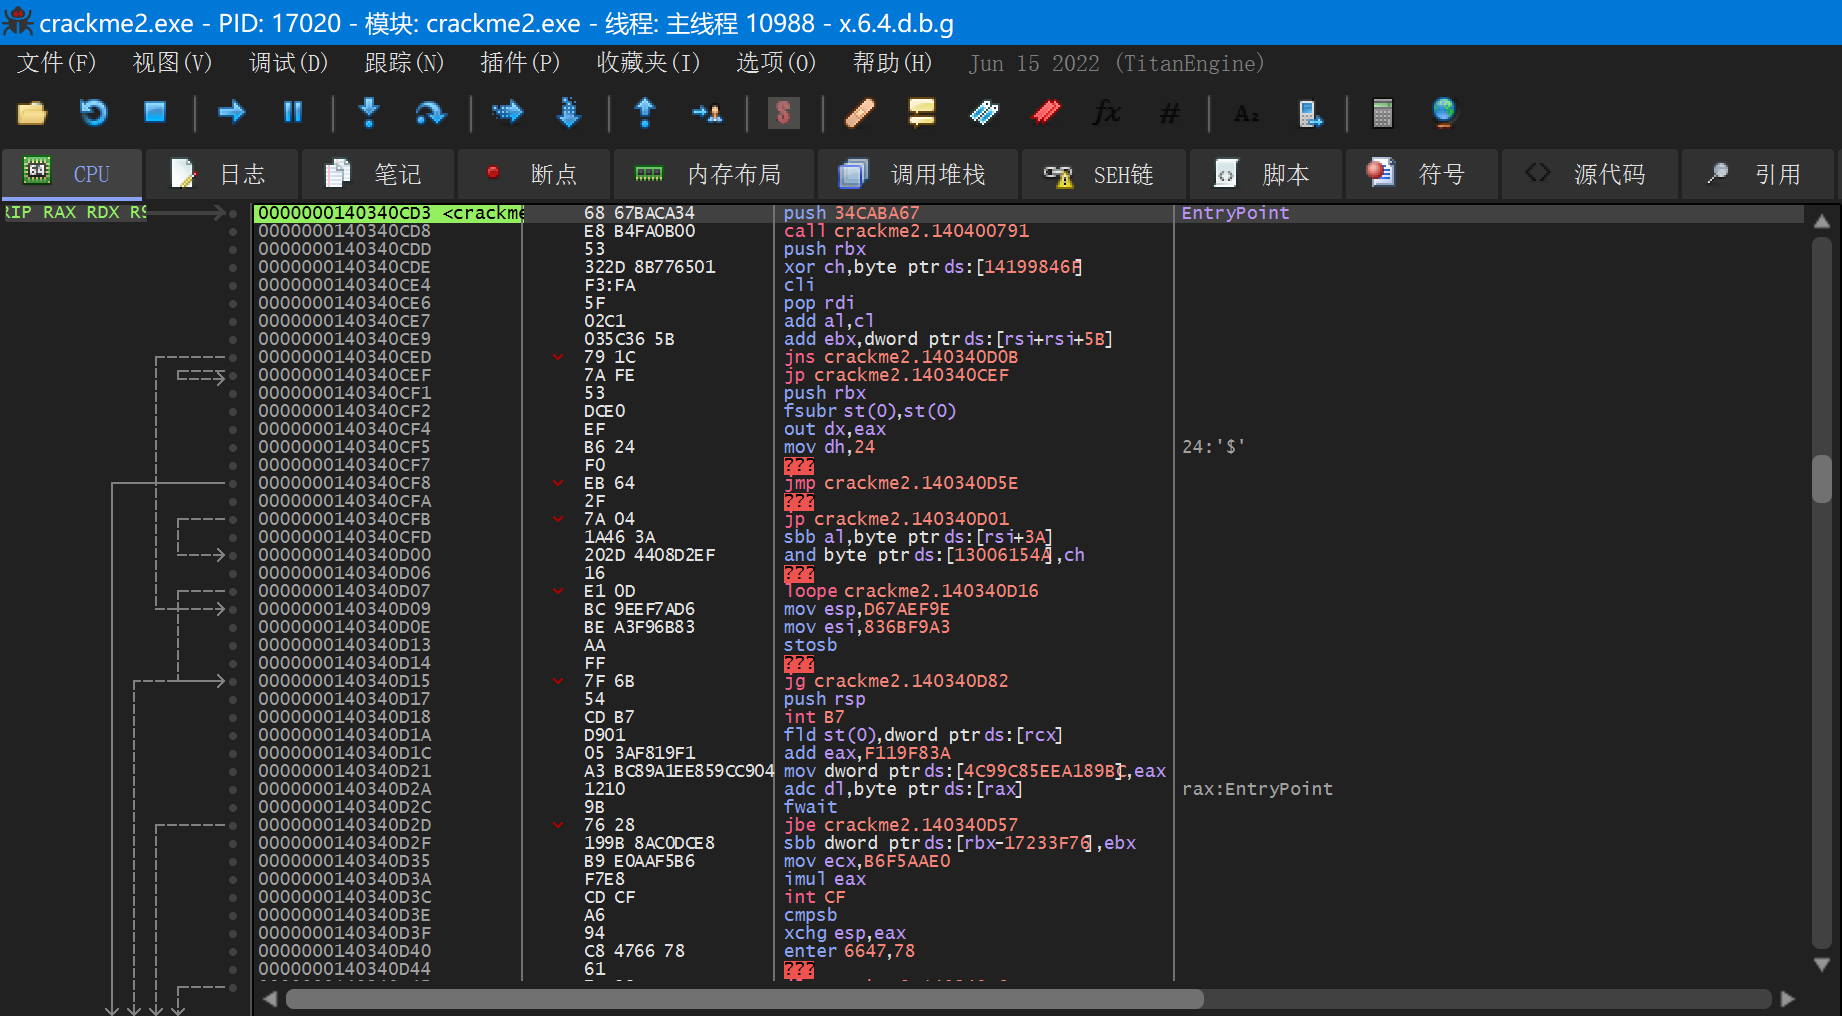 crackme2.exe - PID: 17020 - 模块: crackme2.exe - 线程: 主线程 10988 - x.6.4.d.b.g
文件(F) 视图(V) 调试(D) 跟踪(N) 插件(P) 收藏夹(I) 选项(O) 帮助(H) Jun 15 2022 (TitanEngine)
CPU 日志 笔记 断点 内存布局 调用堆栈 SEH链 脚本 符号 源代码 引用
RIP RAX RDX 0000000140340CD3 <crackme 68 67BACA34 push 34CABA67 EntryPoint
0000000140340CD8 E8 B4FA0B00 call crackme2.140400791
0000000140340CDD 53 push rbx
0000000140340CDE 322D 8B776501 xor ch,byte ptr ds:[14199846F]
0000000140340CE4 F3:FA cli
0000000140340CE6 5F pop rdi
0000000140340CE7 02C1 add al,cl
0000000140340CE9 035C36 5B add ebx,dword ptr ds:[rsi+rsi+5B]
0000000140340CED 79 1C jns crackme2.140340D0B
0000000140340CEF 7A FE jp crackme2.140340CEF
0000000140340CF1 53 push rbx
0000000140340CF2 DCE0 fsubr st(0),st(0)
0000000140340CF4 EF out dx,eax
0000000140340CF5 B6 24 mov dh,24 24:'$'
0000000140340CF7 F0 ???
0000000140340CF8 EB 64 jmp crackme2.140340D5E
0000000140340CFA 2F ???
0000000140340CFB 7A 04 jp crackme2.140340D01
0000000140340CFD 1A46 3A sbb al,byte ptr ds:[rsi+3A]
0000000140340D00 202D 4408D2EF and byte ptr ds:[13006154A],ch
0000000140340D06 16 ???
0000000140340D07 E1 0D loope crackme2.140340D16
0000000140340D09 BC 9EEF7AD6 mov esp,D67AEF9E
0000000140340D0E BE A3F96B83 mov esi,836BF9A3
0000000140340D13 AA stosb
0000000140340D14 FF ???
0000000140340D15 7F 6B jg crackme2.140340D82
0000000140340D17 54 push rsp
0000000140340D18 CD B7 int B7
0000000140340D1A D901 fld st(0),dword ptr ds:[rcx]
0000000140340D1C 05 3AF819F1 add eax,F119F83A
0000000140340D21 A3 BC89A1EE859CC904 mov dword ptr ds:[4C99C85EEA189BC],eax
0000000140340D2A 1210 adc dl,byte ptr ds:[rax] rax:EntryPoint
0000000140340D2C 9B fwait
0000000140340D2D 76 28 jbe crackme2.140340D57
0000000140340D2F 199B 8AC0DCE8 sbb dword ptr ds:[rbx-17233F76],ebx
0000000140340D35 B9 E0AAF5B6 mov ecx,B6F5AAE0
0000000140340D3A F7E8 imul eax
0000000140340D3C CD CF int CF
0000000140340D3E A6 cmpsb
0000000140340D3F 94 xchg esp,eax
0000000140340D40 C8 4766 78 enter 6647,78
0000000140340D44 61 ???